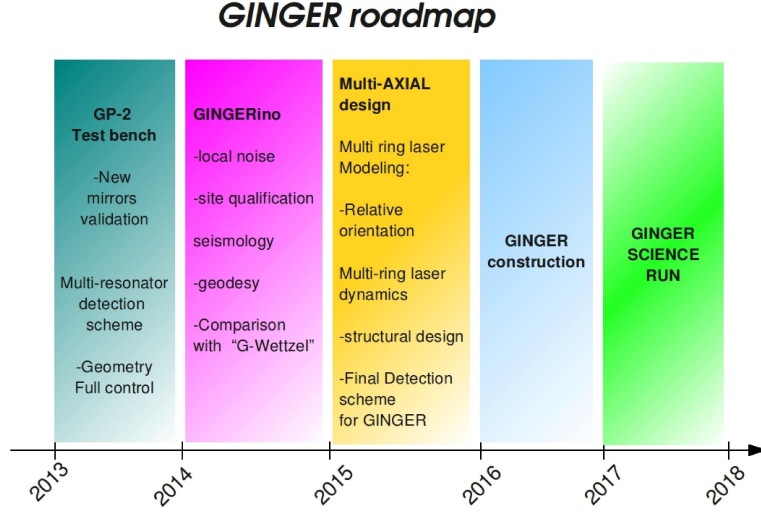 GINGER roadmap
GP-2
Test bench
-New
mirrors
validation
Multi-resonator
detection
scheme
-Geometry
Full control
GINGERino
-local noise
-site qualification
seismology
-geodesy
-Comparison
with “G-Wettzel”
Multi-AXIAL
design
Multi ring laser
Modeling:
-Relative
orientation
Multi-ring laser
dynamics
-structural design
-Final Detection
scheme
for GINGER
GINGER
construction
GINGER
SCIENCE
RUN
2013
2014
2015
2016
2017
2018